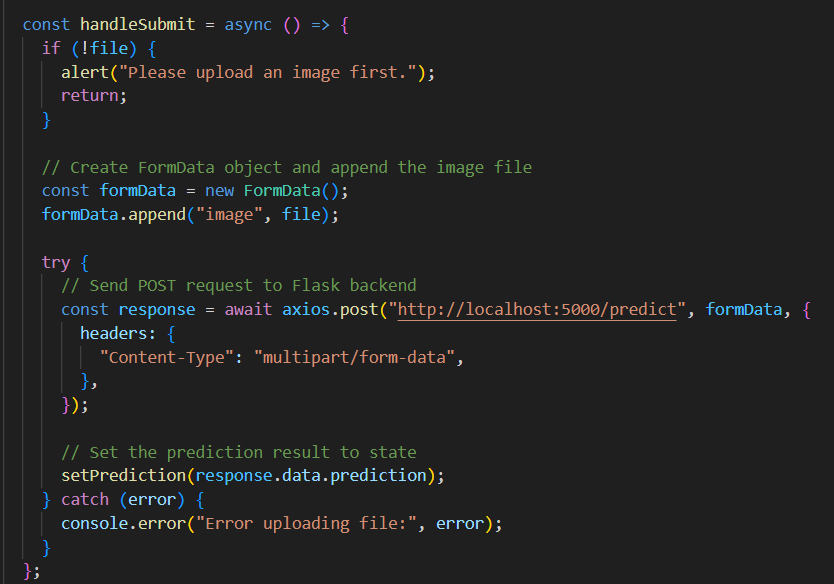 const handleSubmit = async () => {
  if (!file) {
    alert("Please upload an image first.");
    return;
  }

  // Create FormData object and append the image file
  const formData = new FormData();
  formData.append("image", file);

  try {
    // Send POST request to Flask backend
    const response = await axios.post("http://localhost:5000/predict", formData, {
      headers: {
        "Content-Type": "multipart/form-data",
      },
    });

    // Set the prediction result to state
    setPrediction(response.data.prediction);
  } catch (error) {
    console.error("Error uploading file:", error);
  }
};